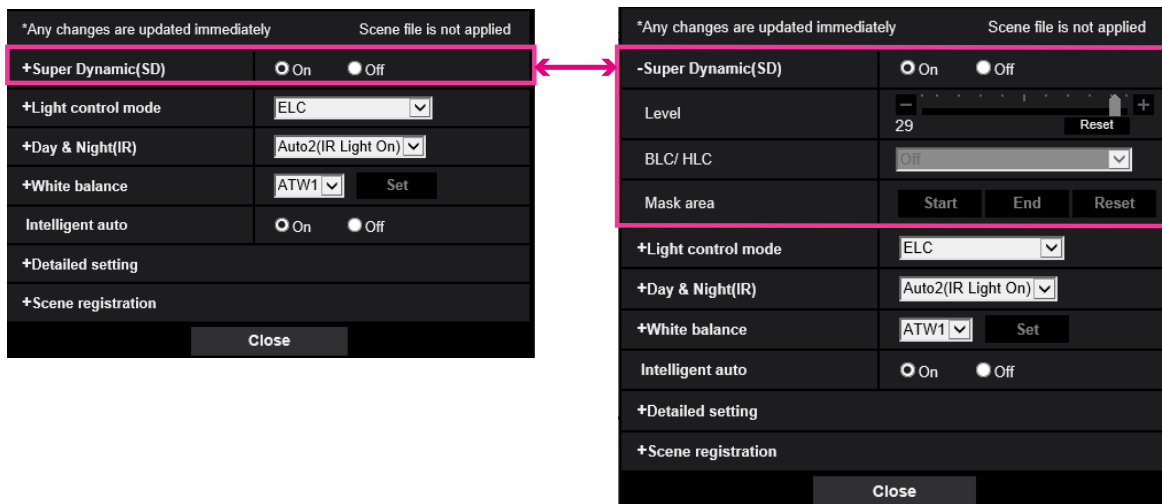 *Any changes are updated immediately Scene file is not applied
+Super Dynamic(SD) On Off
+Light control mode ELC
+Day & Night(IR) Auto2(IR Light On)
+White balance ATW1 Set
Intelligent auto On Off
+Detailed setting
+Scene registration
Close
*Any changes are updated immediately Scene file is not applied
-Super Dynamic(SD) On Off
Level - +
29 Reset
BLC/ HLC Off
Mask area Start End Reset
+Light control mode ELC
+Day & Night(IR) Auto2(IR Light On)
+White balance ATW1 Set
Intelligent auto On Off
+Detailed setting
+Scene registration
Close